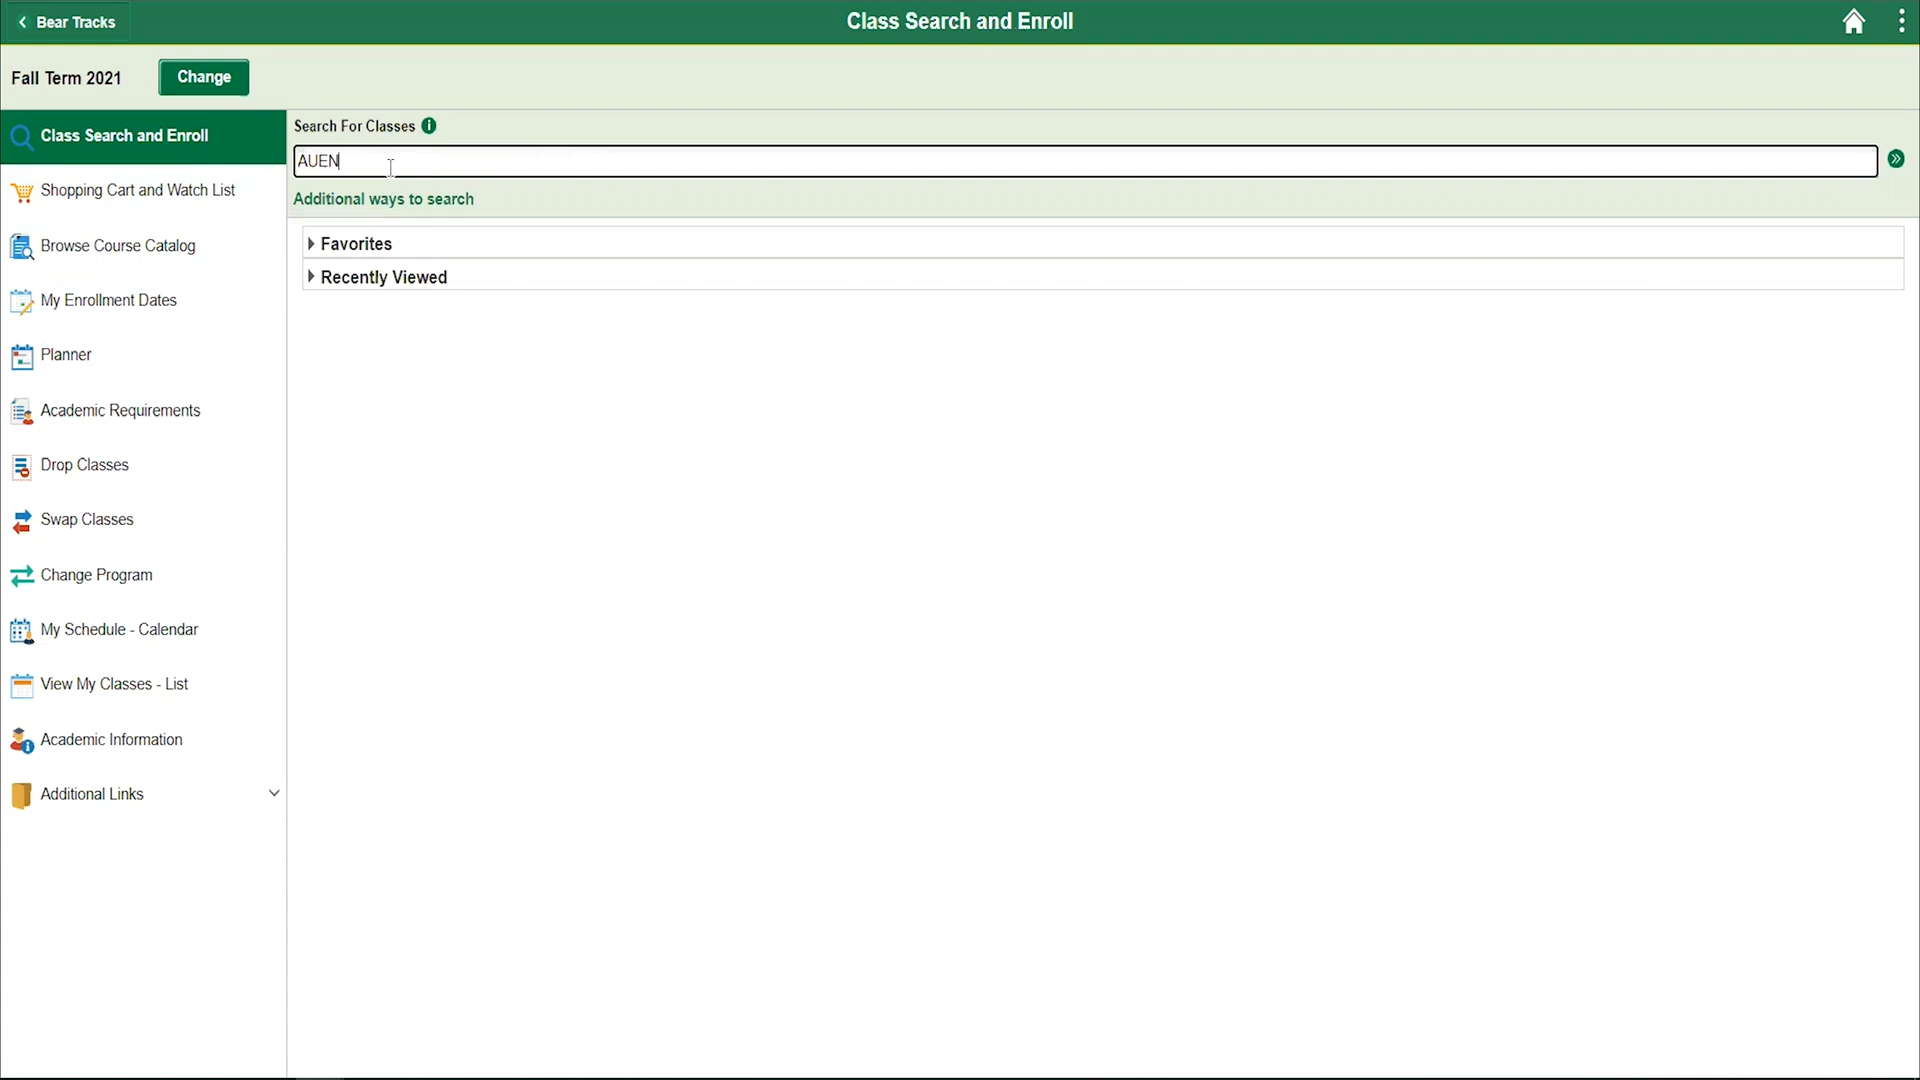 Bear Tracks
Class Search and Enroll
Fall Term 2021
Change
Class Search and Enroll
Shopping Cart and Watch List
Browse Course Catalog
My Enrollment Dates
Planner
Academic Requirements
Drop Classes
Swap Classes
Change Program
My Schedule - Calendar
View My Classes - List
Academic Information
Additional Links
Search For Classes
AUEN
Additional ways to search
Favorites
Recently Viewed